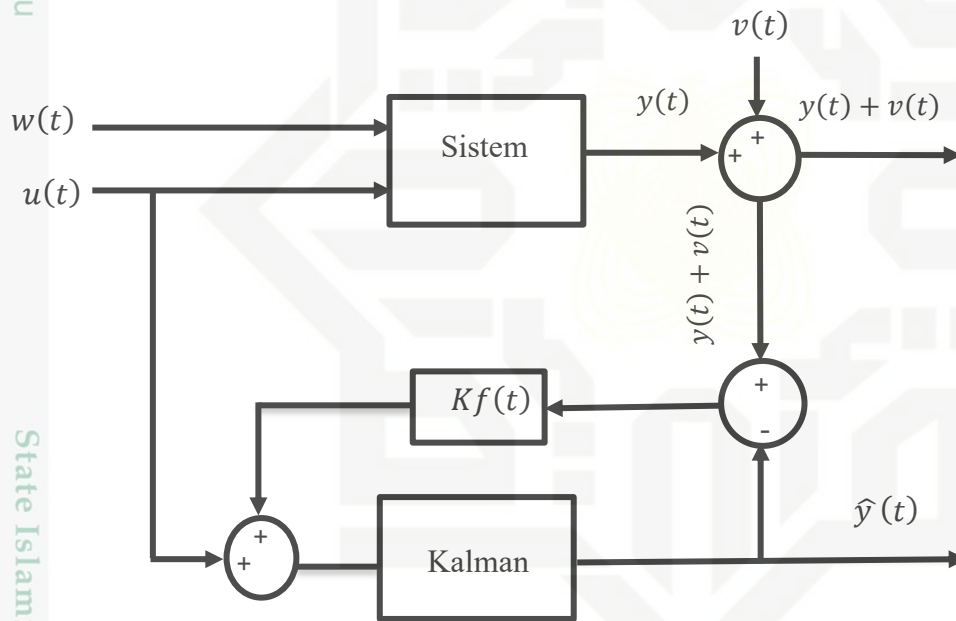 v(t)
w(t)
y(t)
y(t) + v(t)
Sistem
+
+
u(t)
y(t) + v(t)
+
Kf(t)
-
ŷ(t)
+
+
Kalman
u
State Islam